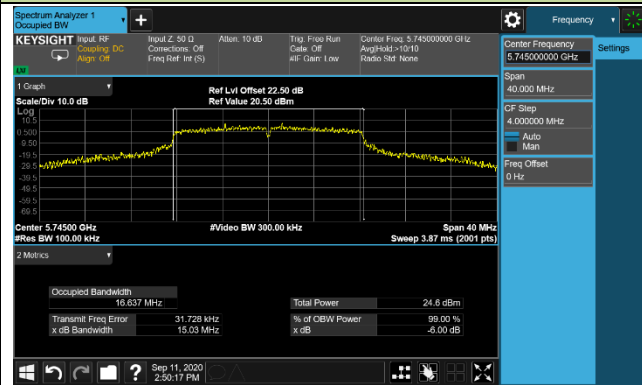 Spectrum Analyzer 1
Occupied BW
Frequency
KEYSIGHT
Input: RF
Coupling: DC
Align: Off
Input Z: 50 Ω
Corrections: Off
Freq Ref: Int (S)
Atten: 10 dB
Trig: Free Run
Gate: Off
#IF Gain: Low
Center Freq: 5.745000000 GHz
Avg|Hold:>10/10
Radio Std: None
LXI
1 Graph
Scale/Div 10.0 dB
Ref Lvl Offset 22.50 dB
Ref Value 20.50 dBm
Log
10.5
0.500
-9.50
-19.5
-29.5
-39.5
-49.5
-59.5
-69.5
Center 5.74500 GHz
#Video BW 300.00 kHz
Span 40 MHz
#Res BW 100.00 kHz
Sweep 3.87 ms (2001 pts)
2 Metrics
Occupied Bandwidth
16.637 MHz
Total Power
24.6 dBm
Transmit Freq Error
31.728 kHz
% of OBW Power
99.00 %
x dB Bandwidth
15.03 MHz
x dB
-6.00 dB
Sep 11, 2020
2:50:17 PM
Center Frequency
5.745000000 GHz
Settings
Span
40.000 MHz
CF Step
4.000000 MHz
Auto
Man
Freq Offset
0 Hz